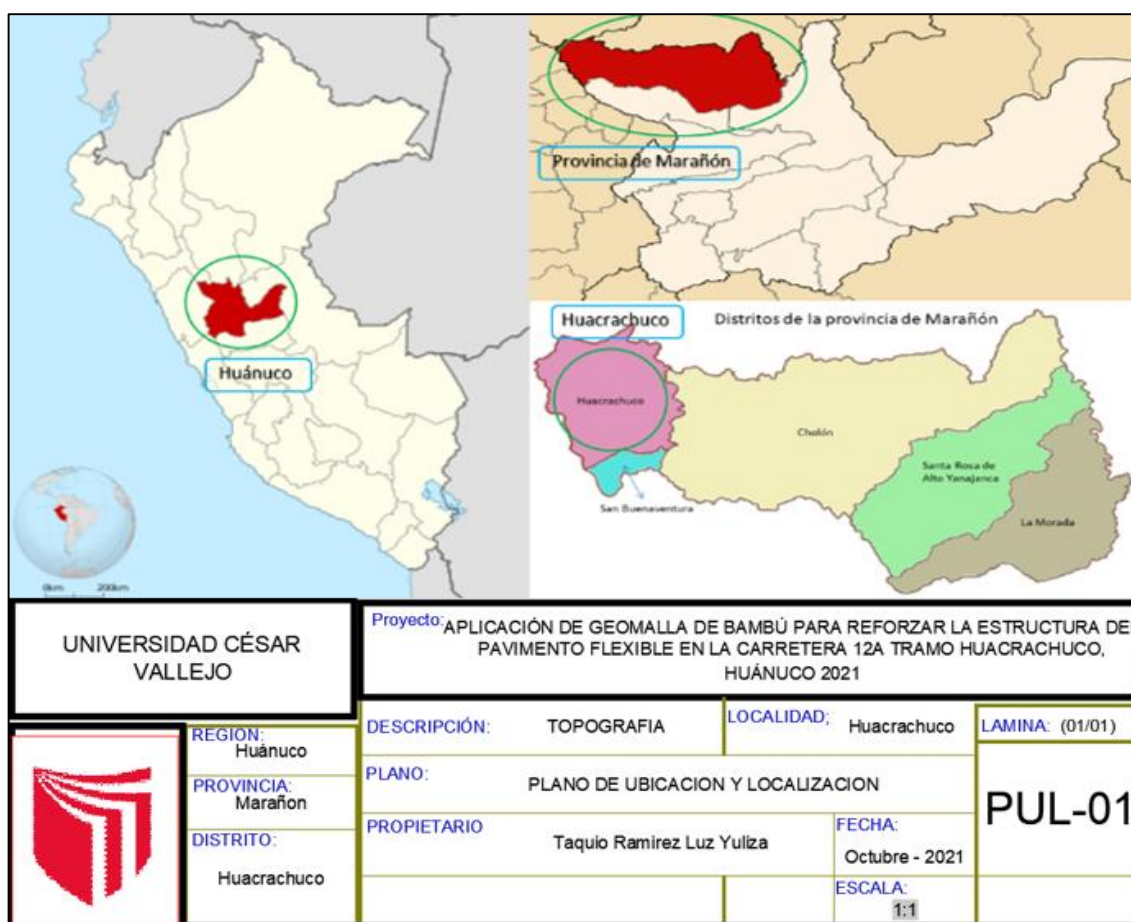 Huánuco
0km 200km
Provincia de Marañón
Huacrachuco
Distritos de la provincia de Marañón
Huacrachuco
Cholón
Santa Rosa de
Alto Yanajanca
San Buenaventura
La Morada
UNIVERSIDAD CÉSAR
VALLEJO
Proyecto: APLICACIÓN DE GEOMALLA DE BAMBÚ PARA REFORZAR LA ESTRUCTURA DE
PAVIMENTO FLEXIBLE EN LA CARRETERA 12A TRAMO HUACRACHUCO,
HUÁNUCO 2021
REGION:
Huánuco
PROVINCIA:
Marañon
DISTRITO:
Huacrachuco
DESCRIPCIÓN: TOPOGRAFIA
LOCALIDAD; Huacrachuco
LAMINA: (01/01)
PLANO:
PLANO DE UBICACION Y LOCALIZACION
PUL-01
PROPIETARIO
Taquio Ramirez Luz Yuliza
FECHA:
Octubre - 2021
ESCALA:
1:1